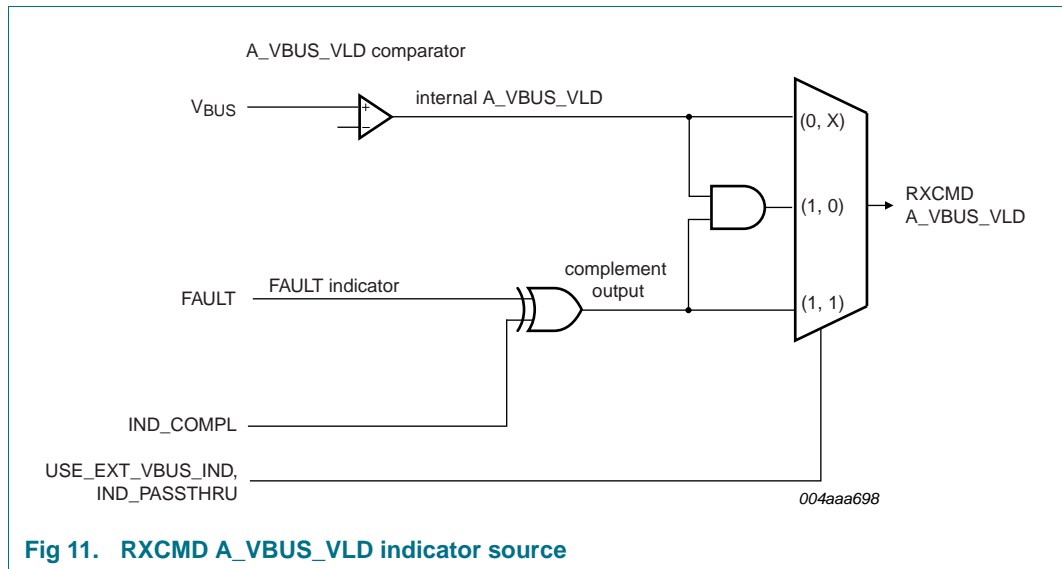 A_VBUS_VLD comparator
VBUS
+
−
internal A_VBUS_VLD
(0, X)
(1, 0)
RXCMD
A_VBUS_VLD
FAULT
FAULT indicator
complement
output
(1, 1)
IND_COMPL
USE_EXT_VBUS_IND,
IND_PASSTHRU
004aaa698
Fig 11. RXCMD A_VBUS_VLD indicator source